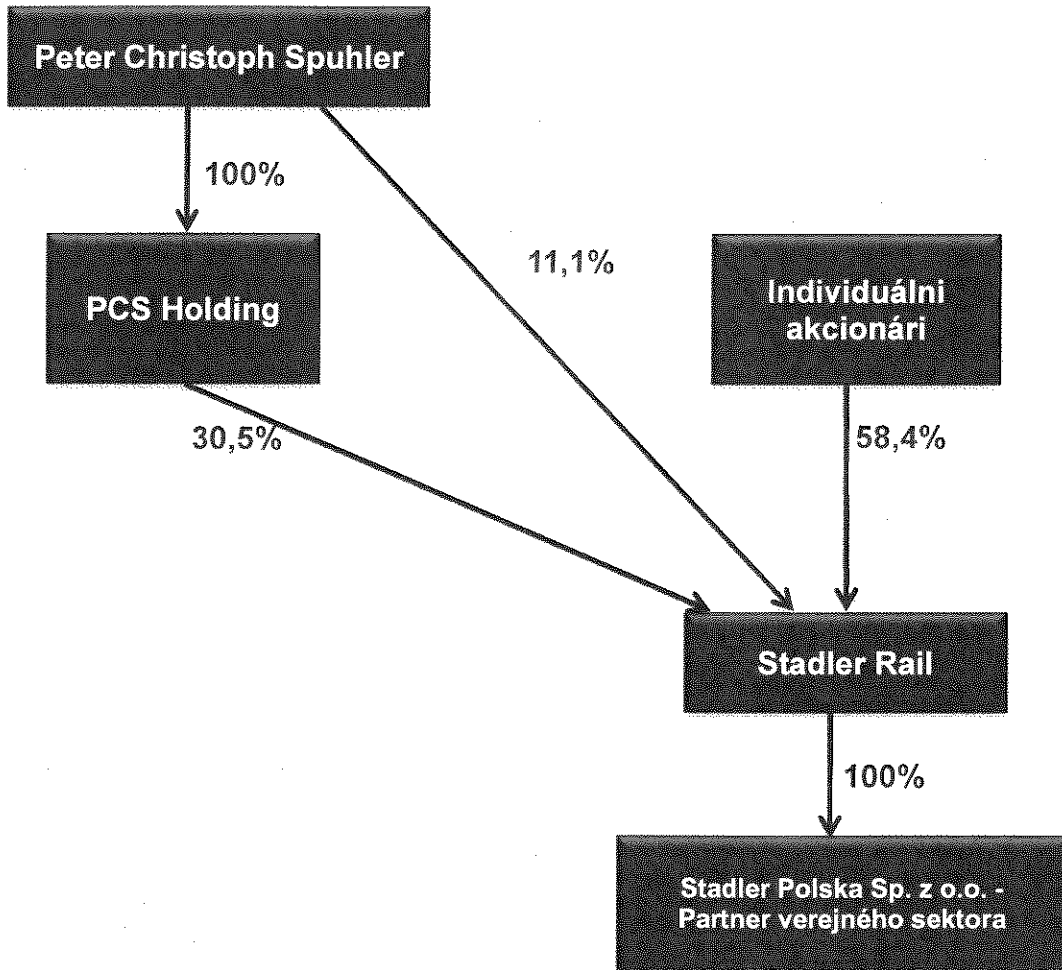 Peter Christoph Spuhler
100%
11,1%
PCS Holding
Individuálni
akcionári
30,5%
58,4%
Stadler Rail
100%
Stadler Polska Sp. z o.o. -
Partner verejného sektora